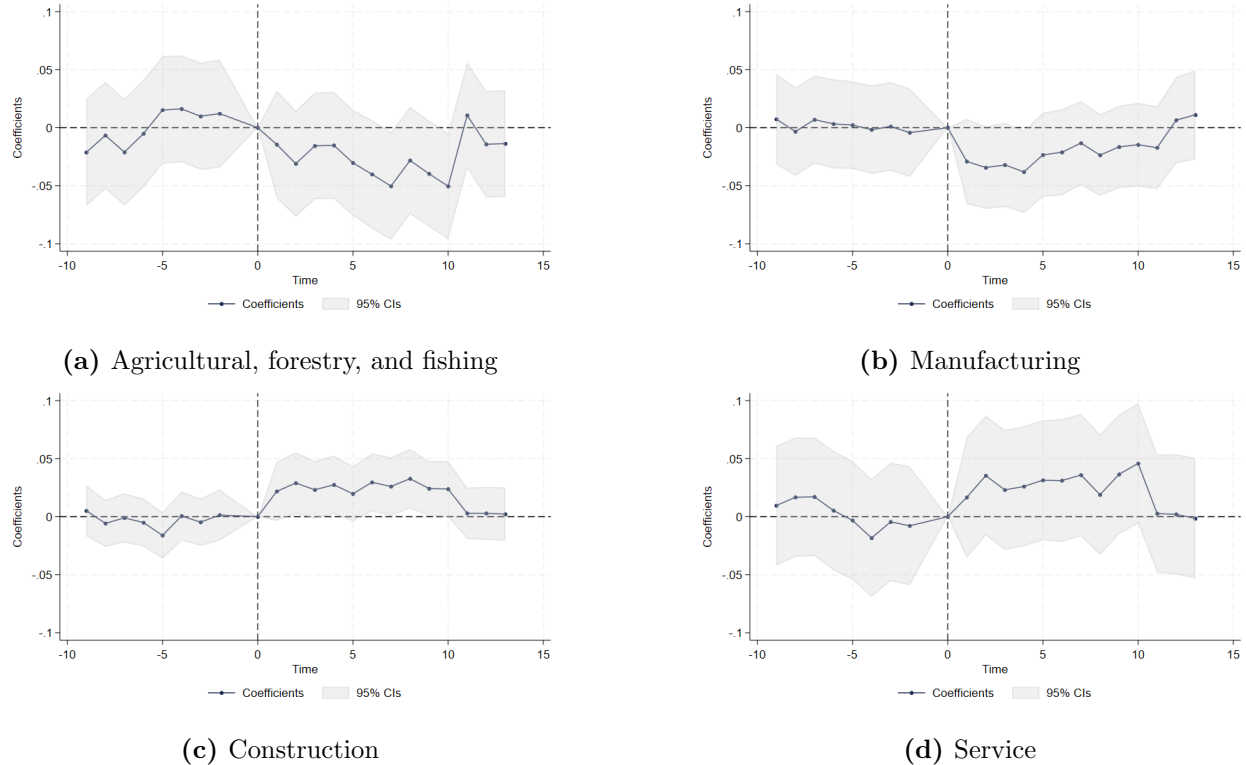 .1
.05
0
-.05
-.1
Coefficients
-10 -5 0 5 10 15
Time
Coefficients 95% CIs
(a) Agricultural, forestry, and fishing
.1
.05
0
-.05
-.1
Coefficients
-10 -5 0 5 10 15
Time
Coefficients 95% CIs
(b) Manufacturing
.1
.05
0
-.05
-.1
Coefficients
-10 -5 0 5 10 15
Time
Coefficients 95% CIs
(c) Construction
.1
.05
0
-.05
-.1
Coefficients
-10 -5 0 5 10 15
Time
Coefficients 95% CIs
(d) Service